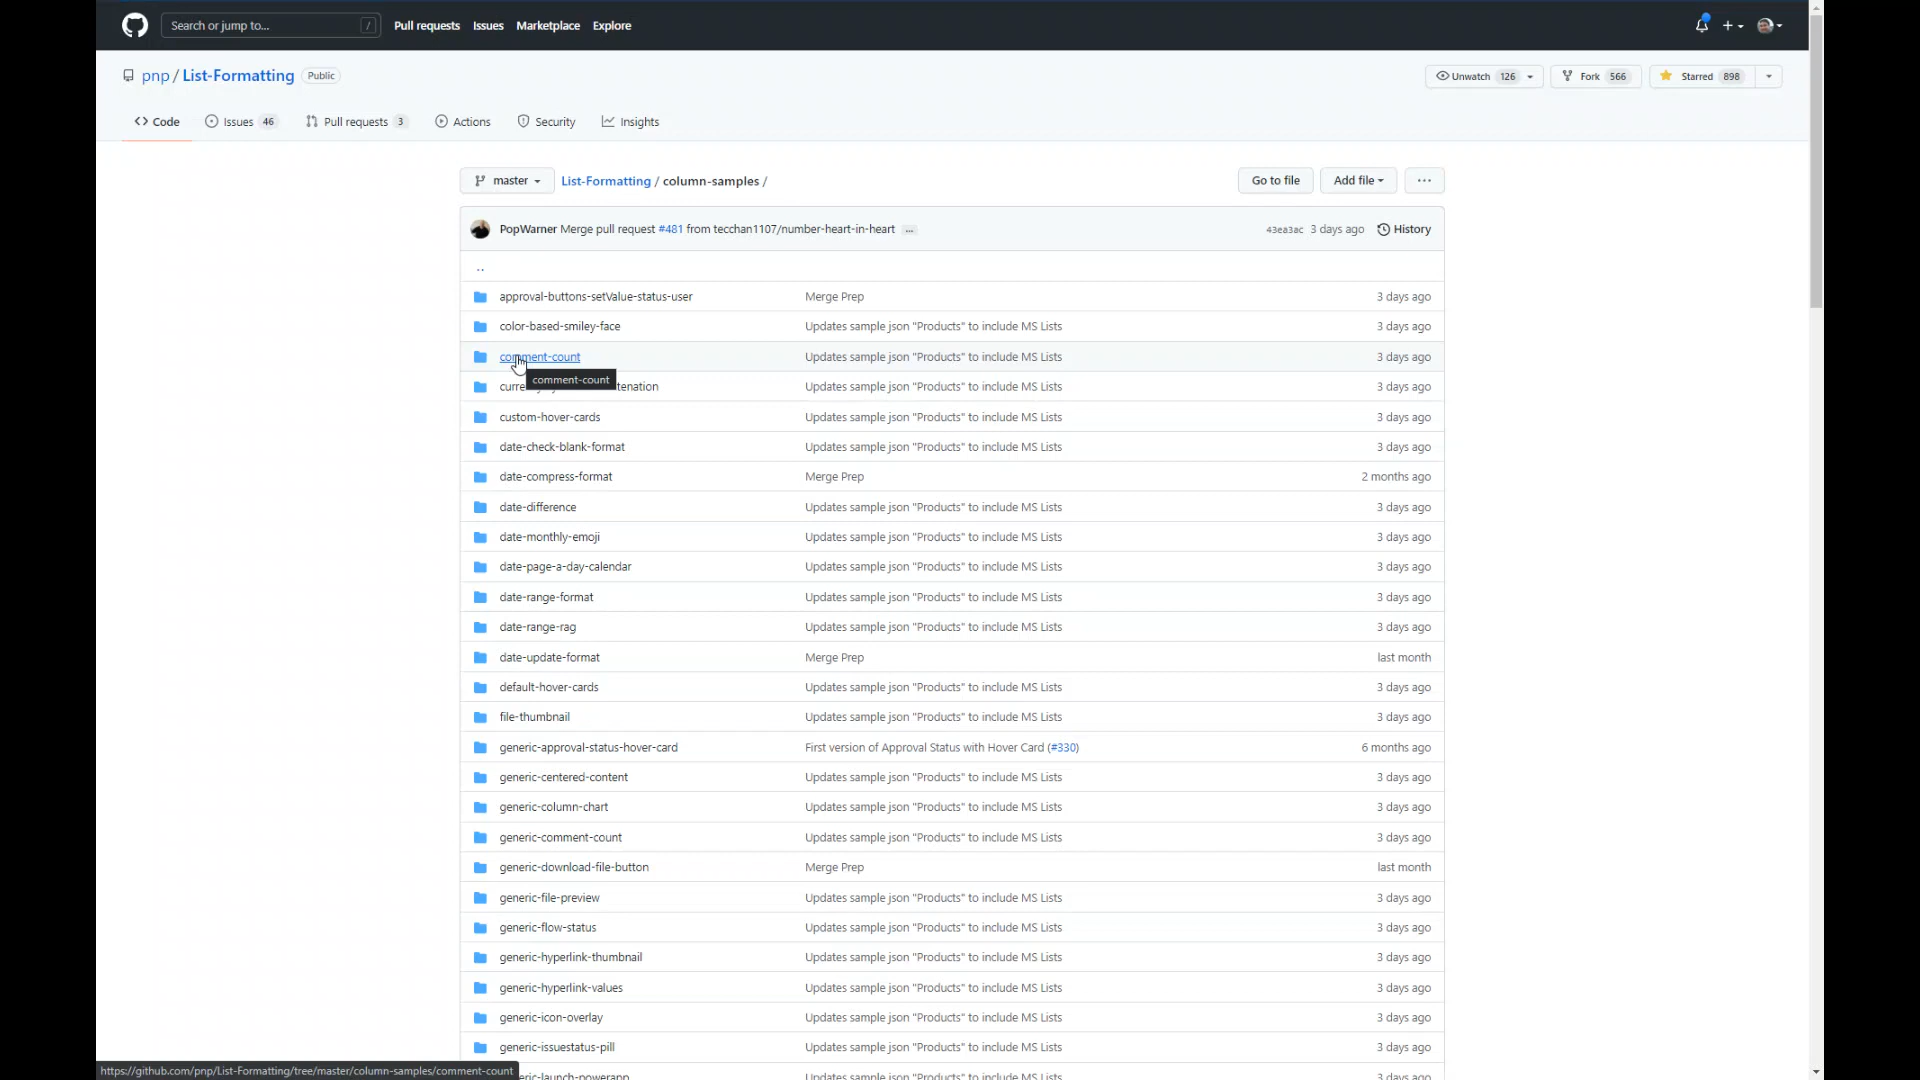 Search or jump to... /
Pull requests Issues Marketplace Explore
pnp / List-Formatting Public
Unwatch 126 Fork 566 Starred 898
Code Issues 46 Pull requests 3 Actions Security Insights
master List-Formatting / column-samples /
Go to file Add file ...
PopWarner Merge pull request #481 from tecchan1107/number-heart-in-heart ... 43ea3ac 3 days ago History
..
approval-buttons-setValue-status-user Merge Prep 3 days ago
color-based-smiley-face Updates sample json "Products" to include MS Lists 3 days ago
comment-count Updates sample json "Products" to include MS Lists 3 days ago
comment-count
Updates sample json "Products" to include MS Lists 3 days ago
custom-hover-cards Updates sample json "Products" to include MS Lists 3 days ago
date-check-blank-format Updates sample json "Products" to include MS Lists 3 days ago
date-compress-format Merge Prep 2 months ago
date-difference Updates sample json "Products" to include MS Lists 3 days ago
date-monthly-emoji Updates sample json "Products" to include MS Lists 3 days ago
date-page-a-day-calendar Updates sample json "Products" to include MS Lists 3 days ago
date-range-format Updates sample json "Products" to include MS Lists 3 days ago
date-range-rag Updates sample json "Products" to include MS Lists 3 days ago
date-update-format Merge Prep last month
default-hover-cards Updates sample json "Products" to include MS Lists 3 days ago
file-thumbnail Updates sample json "Products" to include MS Lists 3 days ago
generic-approval-status-hover-card First version of Approval Status with Hover Card (#330) 6 months ago
generic-centered-content Updates sample json "Products" to include MS Lists 3 days ago
generic-column-chart Updates sample json "Products" to include MS Lists 3 days ago
generic-comment-count Updates sample json "Products" to include MS Lists 3 days ago
generic-download-file-button Merge Prep last month
generic-file-preview Updates sample json "Products" to include MS Lists 3 days ago
generic-flow-status Updates sample json "Products" to include MS Lists 3 days ago
generic-hyperlink-thumbnail Updates sample json "Products" to include MS Lists 3 days ago
generic-hyperlink-values Updates sample json "Products" to include MS Lists 3 days ago
generic-icon-overlay Updates sample json "Products" to include MS Lists 3 days ago
generic-issuestatus-pill Updates sample json "Products" to include MS Lists 3 days ago
Updates sample json "Products" to include MS Lists 3 days ago
https://github.com/pnp/List-Formatting/tree/master/column-samples/comment-count